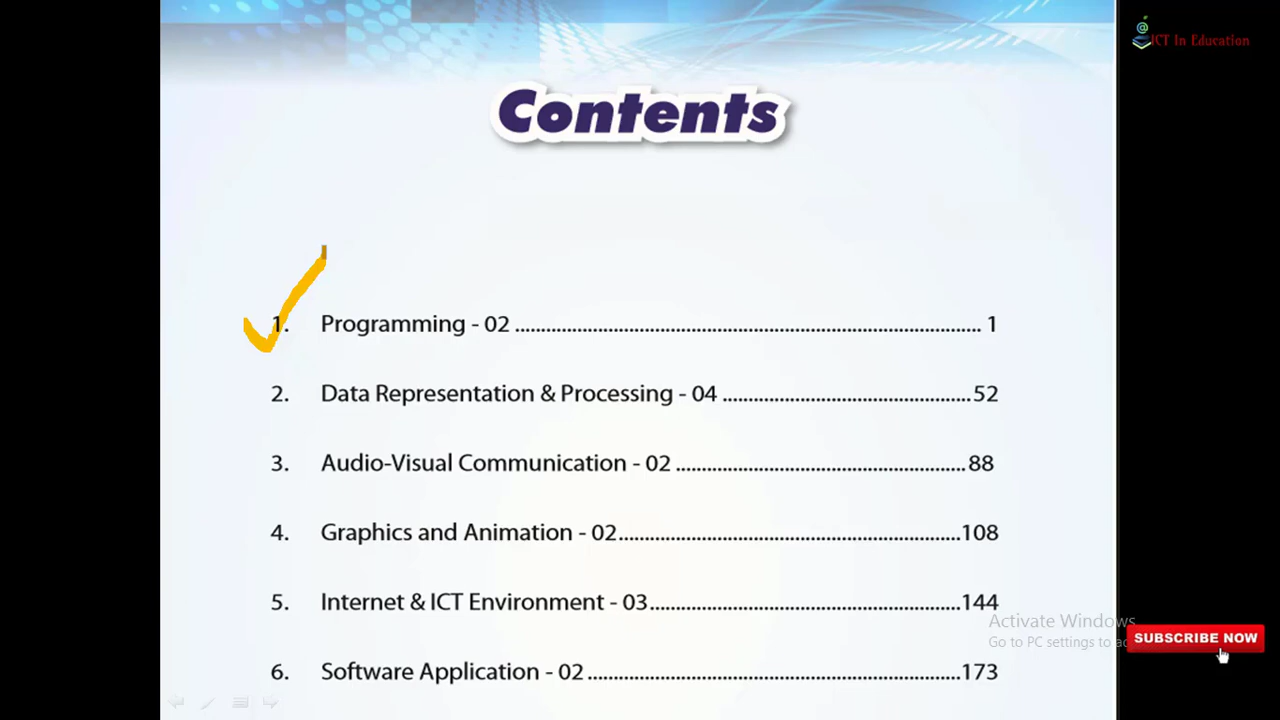 @
ICT In Education
Contents
1. Programming - 02 ........................................................................................... 1
2. Data Representation & Processing - 04 ................................................ 52
3. Audio-Visual Communication - 02 ........................................................ 88
4. Graphics and Animation - 02.................................................................. 108
5. Internet & ICT Environment - 03............................................................ 144
6. Software Application - 02 ........................................................................ 173
Activate Windows
Go to PC settings to ac
SUBSCRIBE NOW